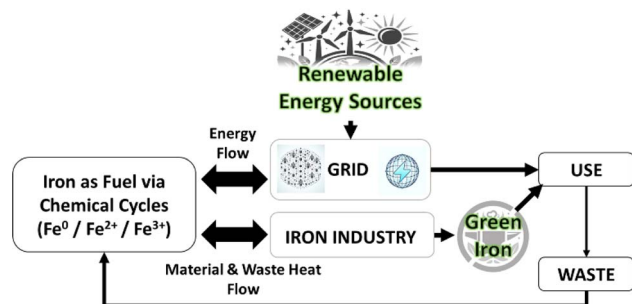 Renewable
Energy Sources
Energy
Flow
GRID
USE
Iron as Fuel via
Chemical Cycles
(Fe⁰ / Fe²⁺ / Fe³⁺)
IRON INDUSTRY
Green
Iron
Material & Waste Heat
Flow
WASTE